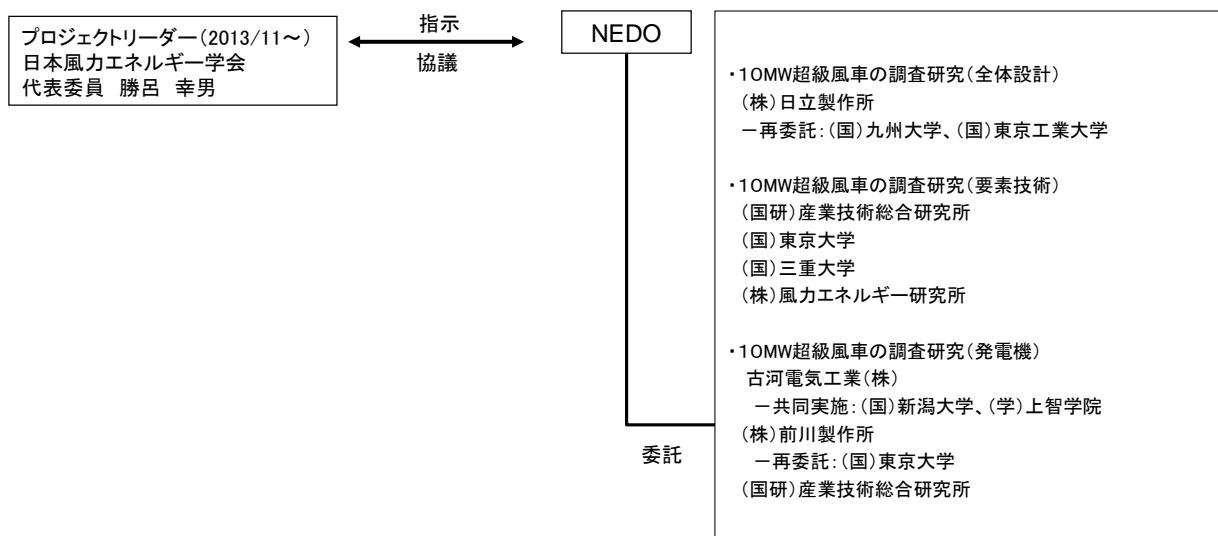 プロジェクトリーダー(2013/11～)
日本風力エネルギー学会
代表委員 勝呂 幸男
指示
協議
NEDO
・10MW超級風車の調査研究(全体設計)
(株)日立製作所
－再委託:(国)九州大学、(国)東京工業大学
・10MW超級風車の調査研究(要素技術)
(国研)産業技術総合研究所
(国)東京大学
(国)三重大学
(株)風力エネルギー研究所
・10MW超級風車の調査研究(発電機)
古河電気工業(株)
－共同実施:(国)新潟大学、(学)上智学院
(株)前川製作所
－再委託:(国)東京大学
(国研)産業技術総合研究所
委託